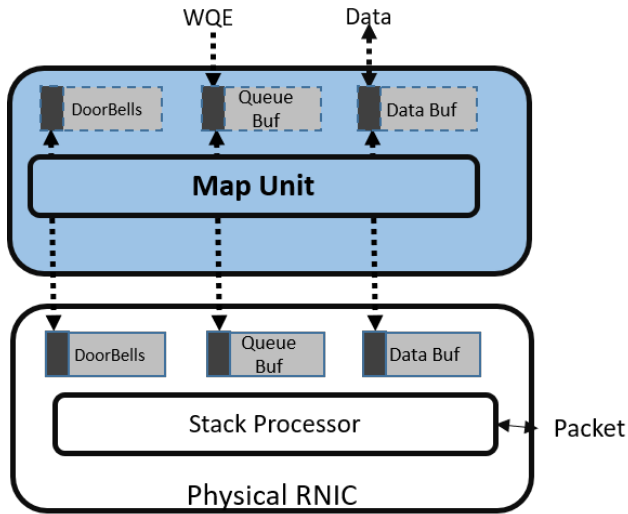 WQE
Data
DoorBells
Queue
Buf
Data Buf
Map Unit
DoorBells
Queue
Buf
Data Buf
Stack Processor
Packet
Physical RNIC